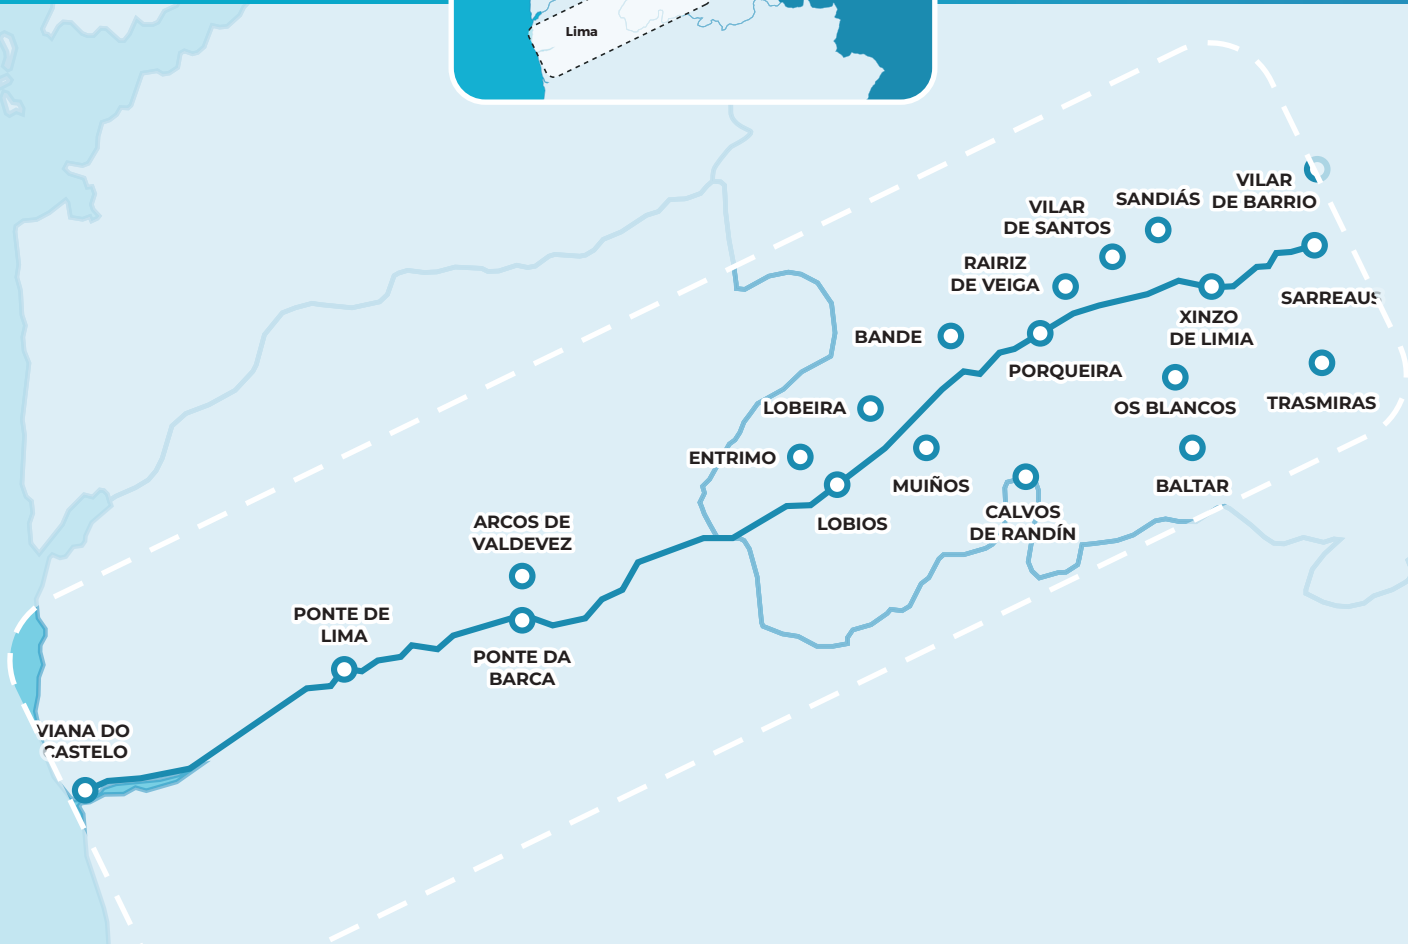 Lima
VILAR
DE BARRIO
SANDIÁS
VILAR
DE SANTOS
RAIRIZ
DE VEIGA
SARREAUS
XINZO
DE LIMIA
BANDE
PORQUEIRA
TRASMIRAS
OS BLANCOS
LOBEIRA
ENTRIMO
MUIÑOS
BALTAR
LOBIOS
CALVOS
DE RANDÍN
ARCOS DE
VALDEVEZ
PONTE DE
LIMA
PONTE DA
BARCA
VIANA DO
CASTELO